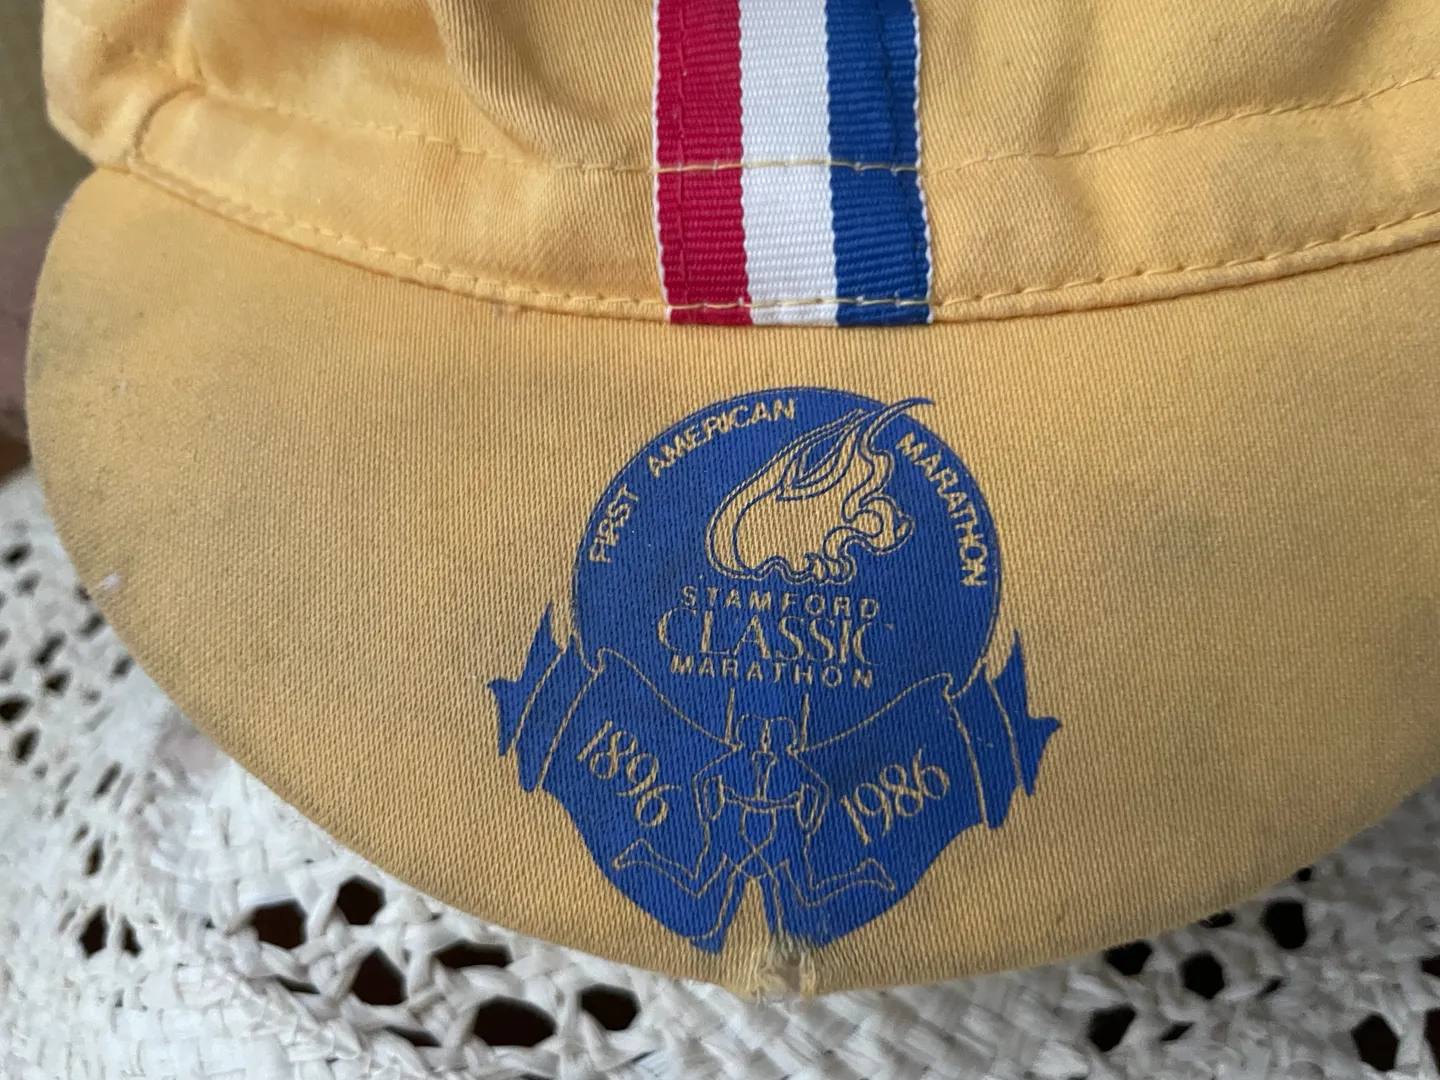 FIRST AMERICAN MARATHON
STAMFORD
CLASSIC
MARATHON
1896 1986